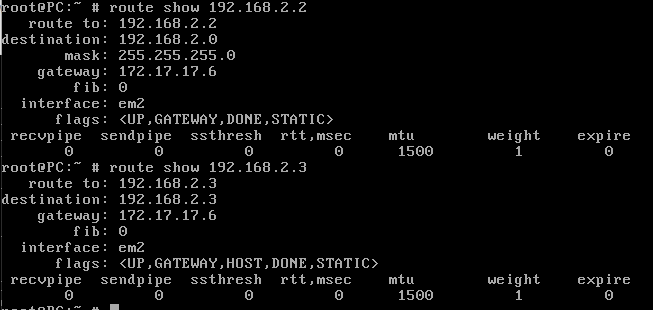 root@PC:~ # route show 192.168.2.2
   route to: 192.168.2.2
destination: 192.168.2.0
       mask: 255.255.255.0
    gateway: 172.17.17.6
        fib: 0
  interface: em2
      flags: <UP,GATEWAY,DONE,STATIC>
 recvpipe  sendpipe  ssthresh  rtt,msec    mtu        weight    expire
       0         0         0         0      1500         1         0
root@PC:~ # route show 192.168.2.3
   route to: 192.168.2.3
destination: 192.168.2.3
    gateway: 172.17.17.6
        fib: 0
  interface: em2
      flags: <UP,GATEWAY,HOST,DONE,STATIC>
 recvpipe  sendpipe  ssthresh  rtt,msec    mtu        weight    expire
       0         0         0         0      1500         1         0
root@PC:~ #